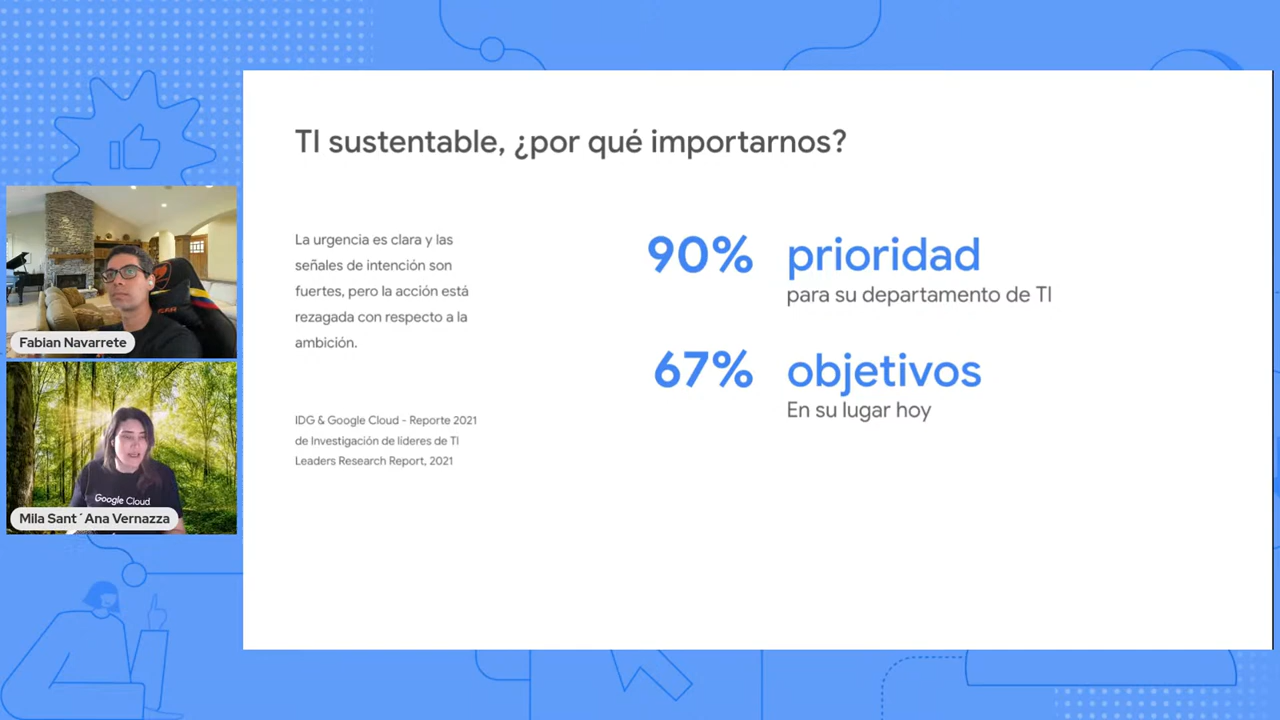 TI sustentable, ¿por qué importarnos?
La urgencia es clara y las
señales de intención son
fuertes, pero la acción está
rezagada con respecto a la
ambición.
IDG & Google Cloud - Reporte 2021
de Investigación de líderes de TI
Leaders Research Report, 2021
90% prioridad
para su departamento de TI
67% objetivos
En su lugar hoy
Fabian Navarrete
Google Cloud
Mila Sant´Ana Vernazza